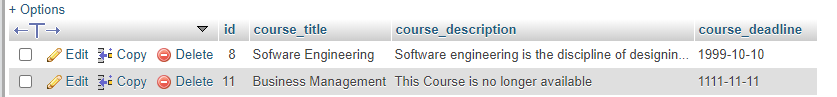 + Options
←T→ id course_title course_description course_deadline
Edit Copy Delete 8 Sofware Engineering Software engineering is the discipline of designin... 1999-10-10
Edit Copy Delete 11 Business Management This Course is no longer available 1111-11-11